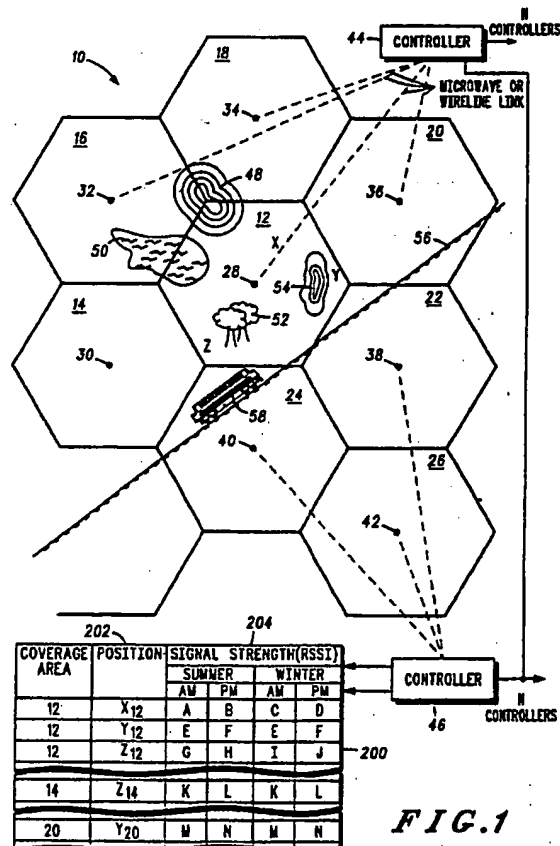 N
CONTROLLERS
44
CONTROLLER
MICROWAVE OR
WIRELINE LINK
10
18
34
16
20
32
48
36
12
50
X
56
28
54
Y
22
14
52
Z
30
38
24
58
40
26
42
202
204
COVERAGE AREA POSITION SIGNAL STRENGTH(RSSI)
SUMMER WINTER
AM PM AM PM
12 X12 A B C D
12 Y12 E F E F
12 Z12 G H I J
14 Z14 K L K L
20 Y20 M N M N
200
CONTROLLER
46
N
CONTROLLERS
FIG.1